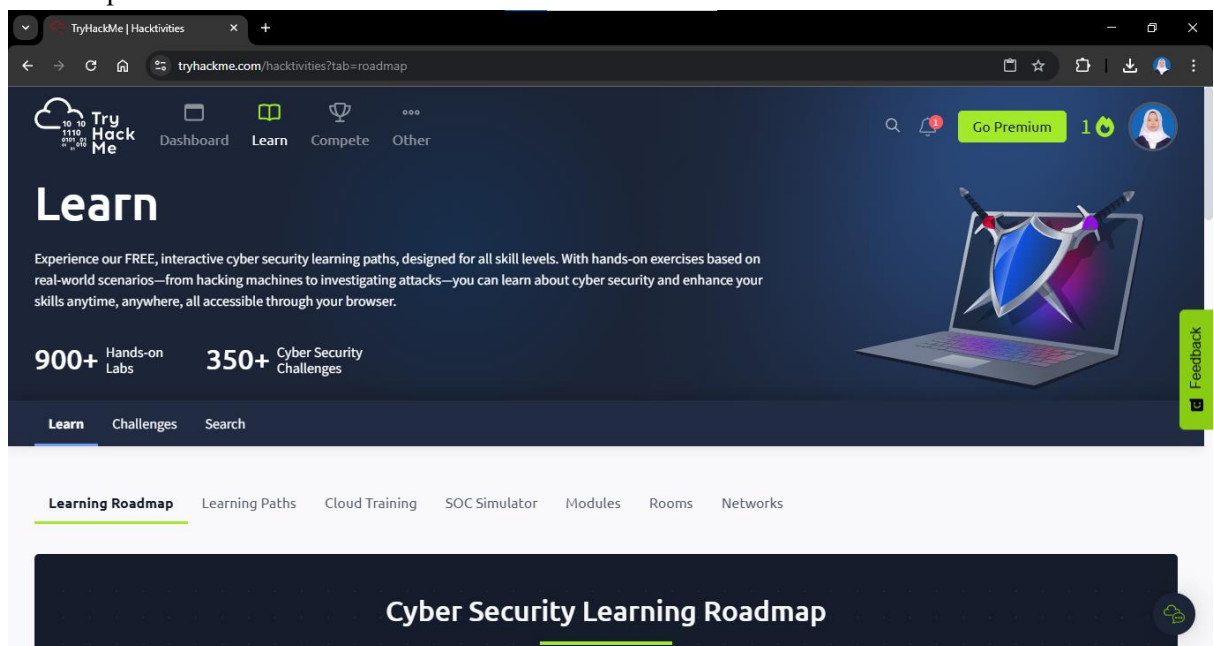 TryHackMe | Hacktivities
tryhackme.com/hacktivities?tab=roadmap
Try
Hack
Me
Dashboard
Learn
Compete
Other
1
Go Premium
1
Learn
Experience our FREE, interactive cyber security learning paths, designed for all skill levels. With hands-on exercises based on
real-world scenarios—from hacking machines to investigating attacks—you can learn about cyber security and enhance your
skills anytime, anywhere, all accessible through your browser.
900+ Hands-on
Labs
350+ Cyber Security
Challenges
Feedback
Learn
Challenges
Search
Learning Roadmap
Learning Paths
Cloud Training
SOC Simulator
Modules
Rooms
Networks
Cyber Security Learning Roadmap